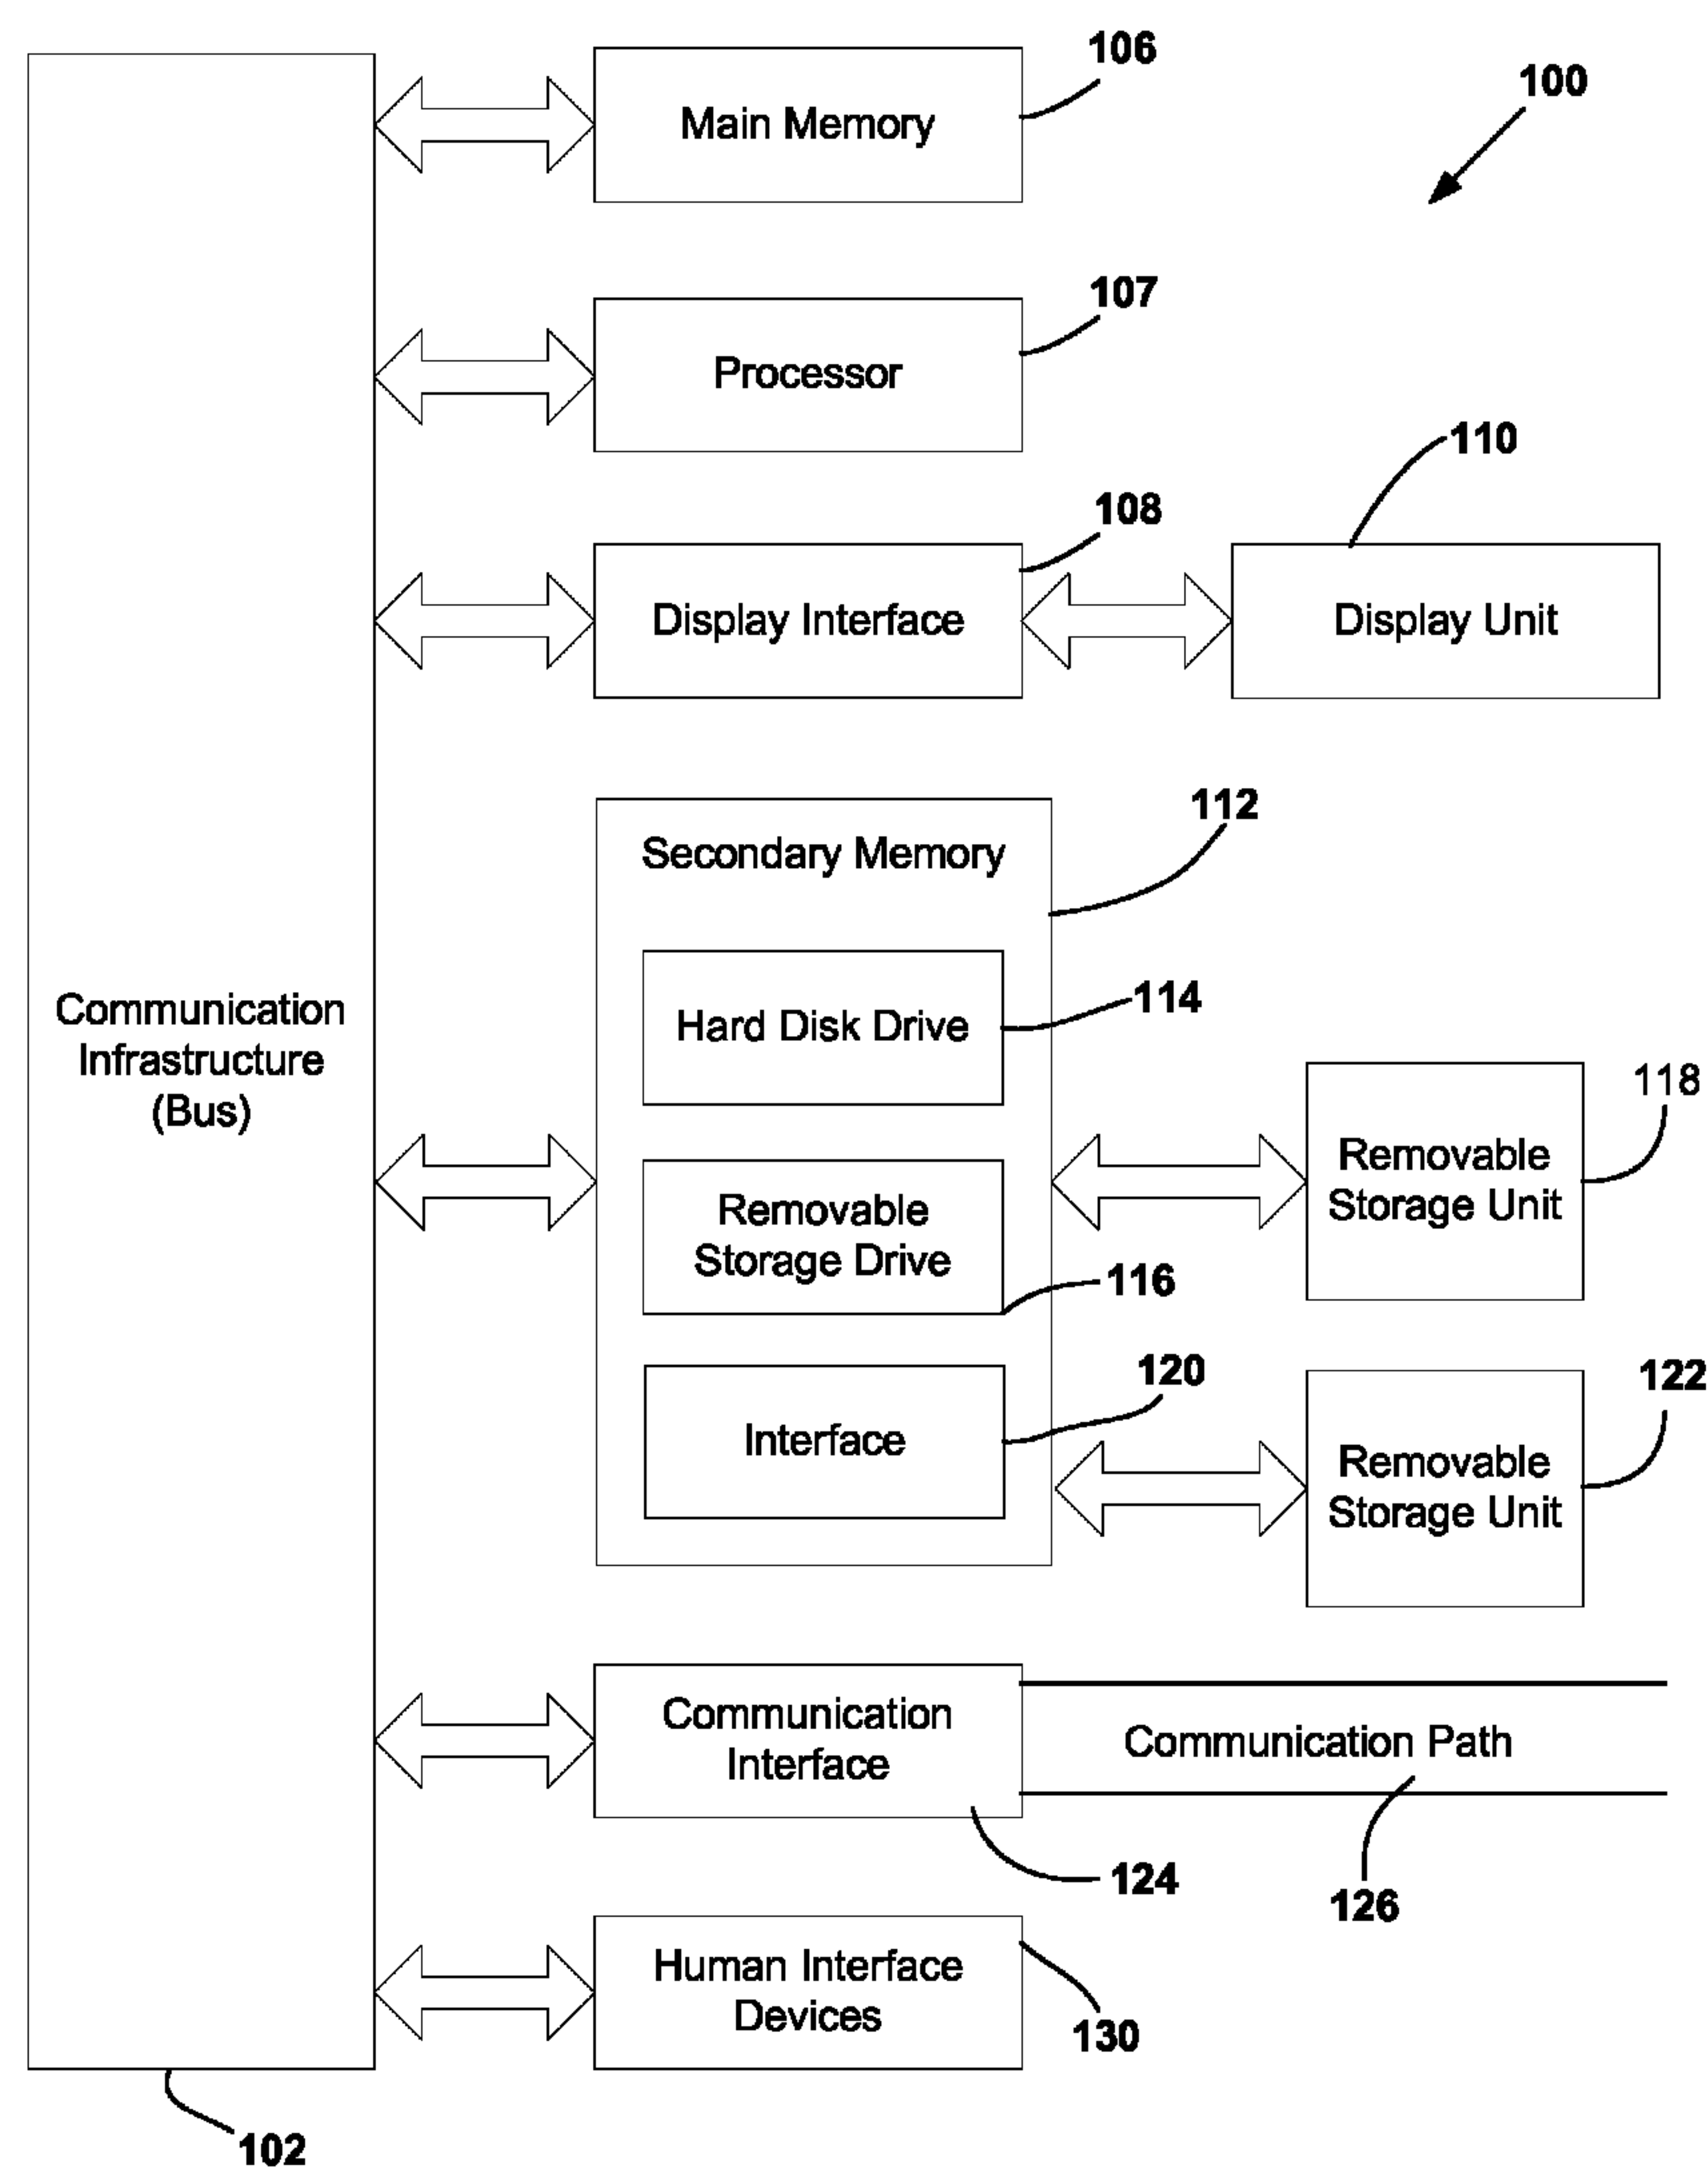 106
Main Memory
100
107
Processor
110
108
Display Interface
Display Unit
112
Secondary Memory
114
Hard Disk Drive
Communication
Infrastructure
(Bus)
118
Removable
Storage Unit
Removable
Storage Drive
116
120
Interface
122
Removable
Storage Unit
Communication
Interface
Communication Path
124
126
Human Interface
Devices
130
102